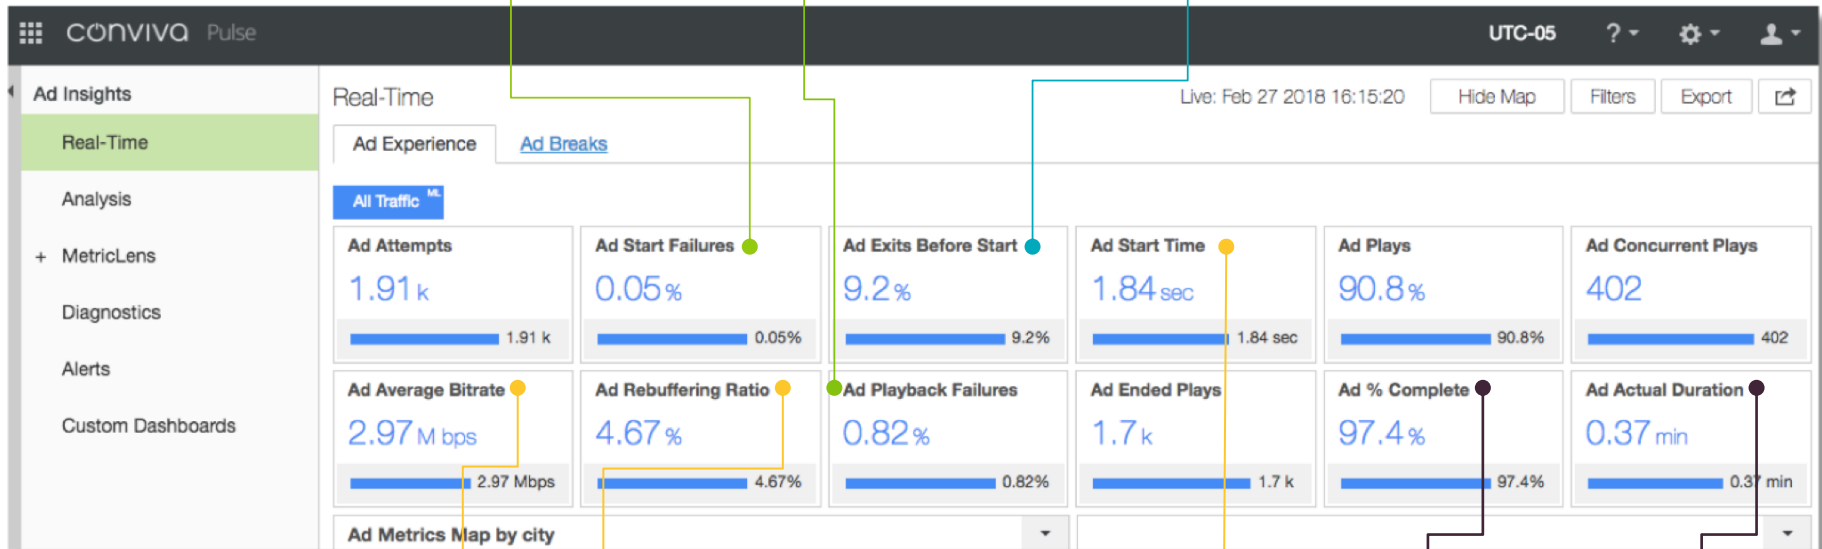 CONVIVA Pulse
UTC-05
?
Ad Insights
Real-Time
Analysis
+ MetricLens
Diagnostics
Alerts
Custom Dashboards
Real-Time
Live: Feb 27 2018 16:15:20
Hide Map
Filters
Export
Ad Experience
Ad Breaks
All Traffic ML
Ad Attempts
1.91 k
1.91 k
Ad Start Failures
0.05 %
0.05%
Ad Exits Before Start
9.2 %
9.2%
Ad Start Time
1.84 sec
1.84 sec
Ad Plays
90.8 %
90.8%
Ad Concurrent Plays
402
402
Ad Average Bitrate
2.97 M bps
2.97 Mbps
Ad Rebuffering Ratio
4.67 %
4.67%
Ad Playback Failures
0.82 %
0.82%
Ad Ended Plays
1.7 k
1.7 k
Ad % Complete
97.4 %
97.4%
Ad Actual Duration
0.37 min
0.37 min
Ad Metrics Map by city